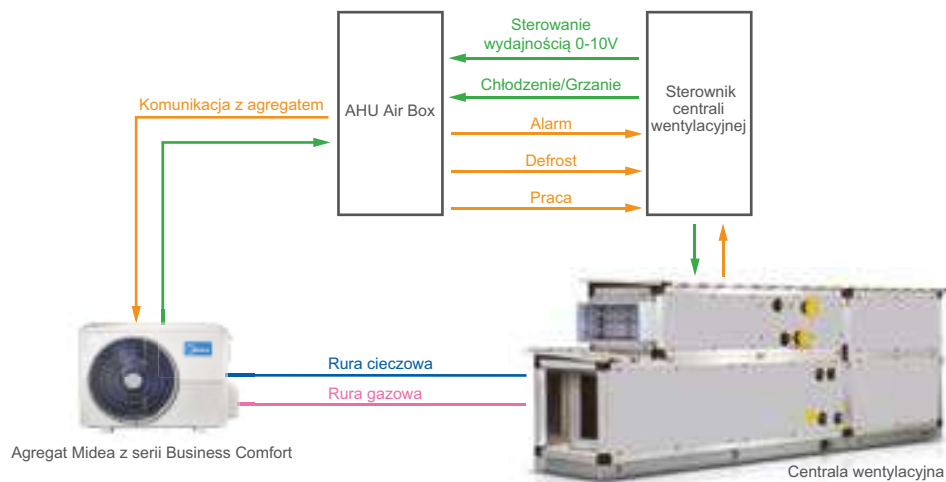 Sterowanie
wydajnością 0-10V
Chłodzenie/Grzanie
Komunikacja z agregatem
AHU Air Box
Sterownik
centrali
wentylacyjnej
Alarm
Defrost
Praca
Midea
Rura cieczowa
Rura gazowa
Agregat Midea z serii Business Comfort
Centrala wentylacyjna